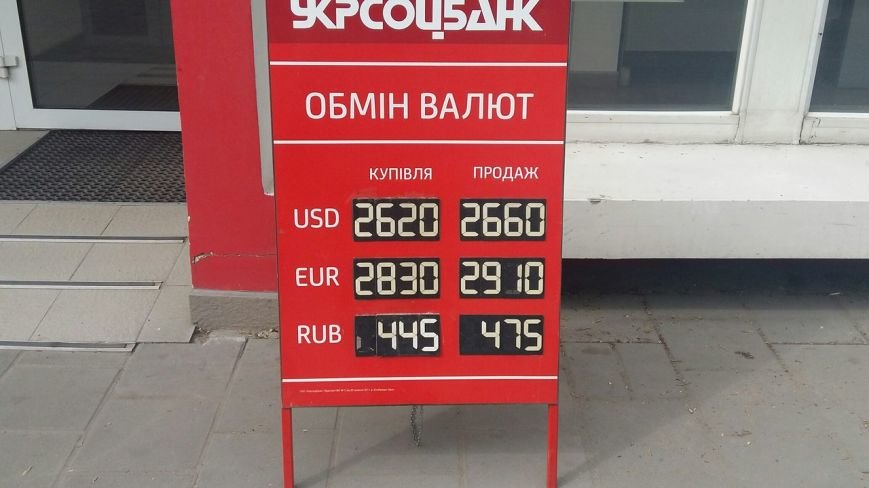 УКРСОЦБАНК
ОБМІН ВАЛЮТ
КУПІВЛЯ ПРОДАЖ
USD 2620 2660
EUR 2830 2910
RUB 445 475